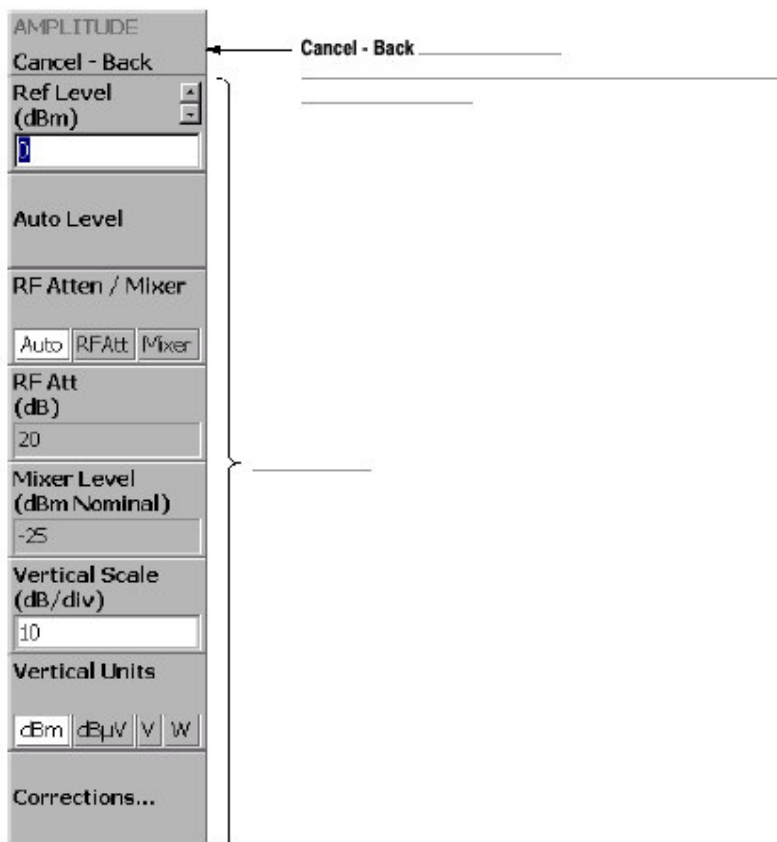 AMPLITUDE
Cancel - Back
Cancel - Back
Ref Level
(dBm)
0
Auto Level
RF Atten / Mixer
Auto RFAtt Mixer
RF Att
(dB)
20
Mixer Level
(dBm Nominal)
-25
Vertical Scale
(dB/div)
10
Vertical Units
dBm dBµV V W
Corrections...